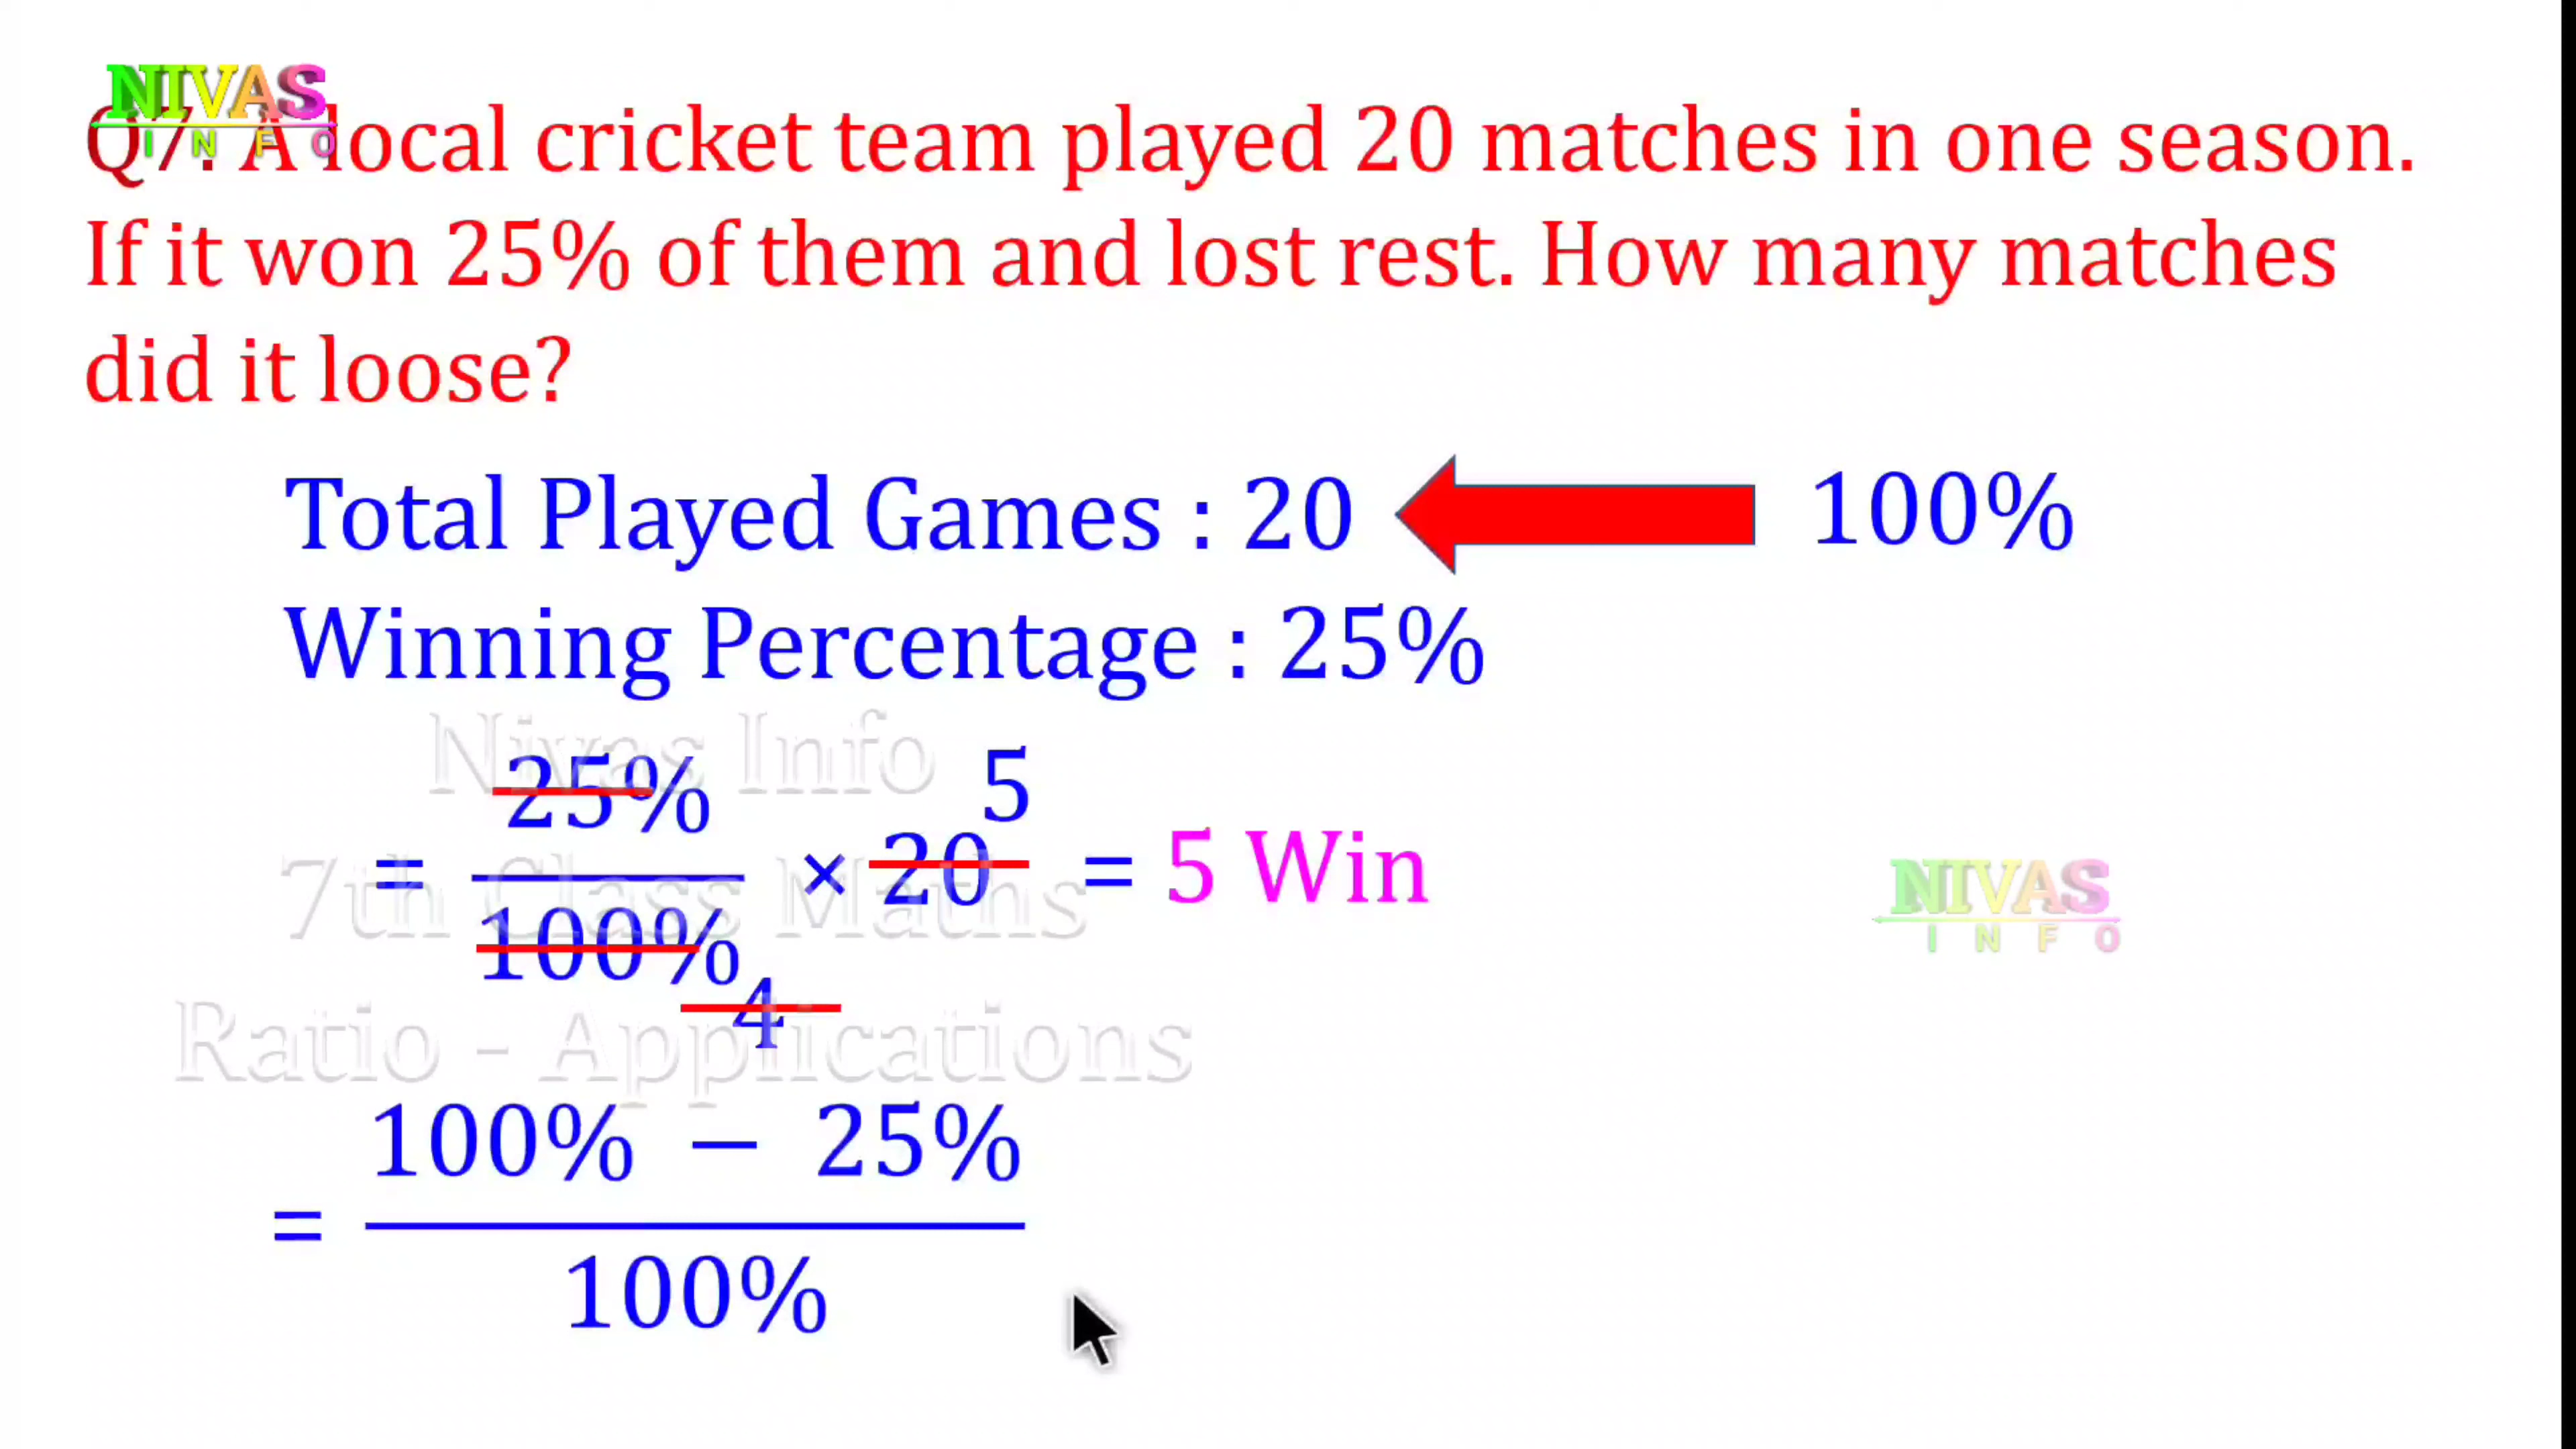 NIVAS
INFO
Q7. A local cricket team played 20 matches in one season.
If it won 25% of them and lost rest. How many matches
did it loose?
Total Played Games : 20 100%
Winning Percentage : 25%
Nivas Info
25% 5
= × 20 = 5 Win
7th Class Maths
100%
4
Ratio - Applications
NIVAS
INFO
100% − 25%
=
100%